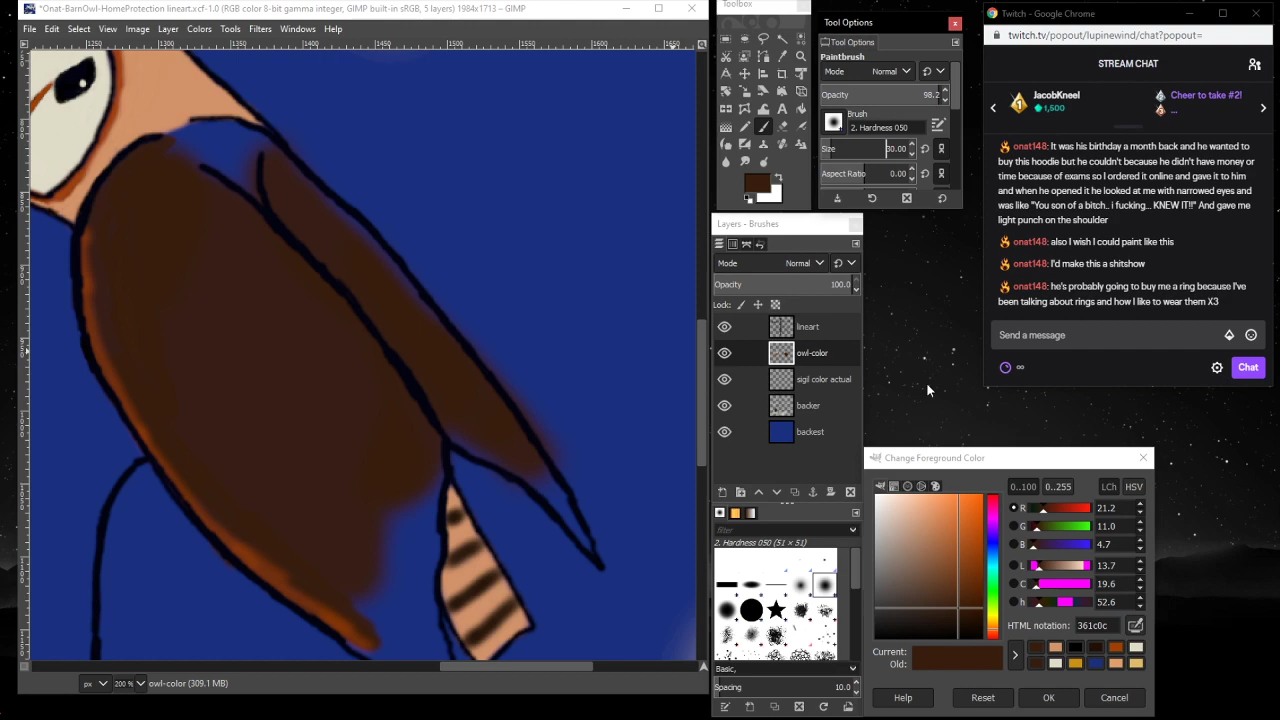 *Onat-BarnOwl-HomeProtection lineart.xcf-1.0 (RGB color 8-bit gamma integer, GIMP built-in sRGB, 5 layers) 1984x1713 – GIMP
File Edit Select View Image Layer Colors Tools Filters Windows Help
1250 1300 1350 1400 1450 1500 1550 1600 1650
px 200 % owl-color (309.1 MB)
Toolbox
Tool Options
Tool Options
Paintbrush
Mode Normal
Opacity 98.2
Brush
2. Hardness 050
Size 30.00
Aspect Ratio 0.00
Layers - Brushes
Mode Normal
Opacity 100.0
Lock:
lineart
owl-color
sigil color actual
backer
backest
filter
2. Hardness 050 (51 × 51)
Basic,
Spacing 10.0
Twitch - Google Chrome
twitch.tv/popout/lupinewind/chat?popout=
STREAM CHAT
1 JacobKneel
1,500
Cheer to take #2!
...
onat148: It was his birthday a month back and he wanted to
buy this hoodie but he couldn't because he didn't have money or
time because of exams so I ordered it online and gave it to him
and when he opened it he looked at me with narrowed eyes and
was like "You son of a bitch.. i fucking... KNEW IT!!" And gave me
light punch on the shoulder
onat148: also I wish I could paint like this
onat148: I'd make this a shitshow
onat148: he's probably going to buy me a ring because I've
been talking about rings and how I like to wear them X3
Send a message
∞
Chat
Change Foreground Color
0..100 0..255 LCh HSV
R 21.2
G 11.0
B 4.7
L 13.7
C 19.6
h 52.6
HTML notation: 361c0c
Current:
Old:
Help Reset OK Cancel